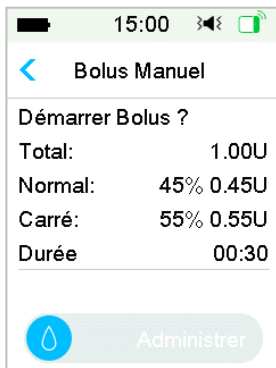 15:00
Bolus Manuel
Démarrer Bolus ?
Total: 1.00U
Normal: 45% 0.45U
Carré: 55% 0.55U
Durée 00:30
Administrer